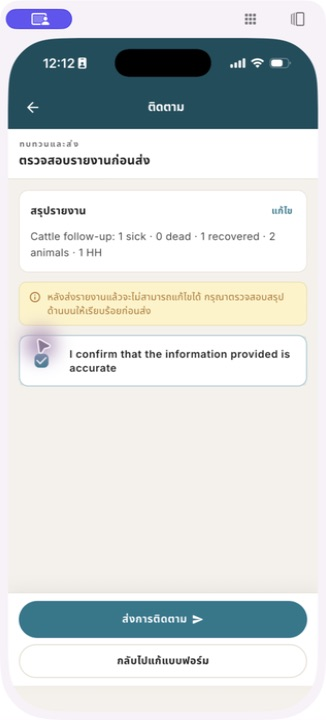 12:12
ติดตาม
ทบทวนและส่ง
ตรวจสอบรายงานก่อนส่ง
สรุปรายงาน
แก้ไข
Cattle follow-up: 1 sick · 0 dead · 1 recovered · 2
animals · 1 HH
หลังส่งรายงานแล้วจะไม่สามารถแก้ไขได้ กรุณาตรวจสอบสรุป
ด้านบนให้เรียบร้อยก่อนส่ง
I confirm that the information provided is
accurate
ส่งการติดตาม
กลับไปแก้แบบฟอร์ม